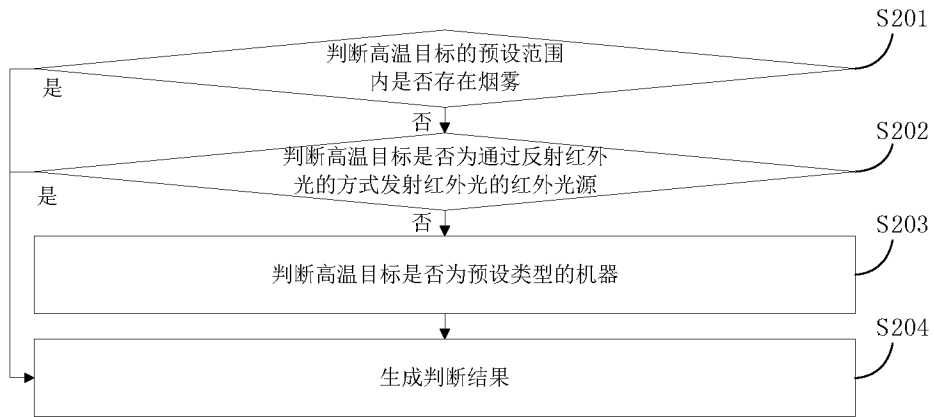 S201
判断高温目标的预设范围
内是否存在烟雾
是
否
S202
判断高温目标是否为通过反射红外
光的方式发射红外光的红外光源
是
否
S203
判断高温目标是否为预设类型的机器
S204
生成判断结果